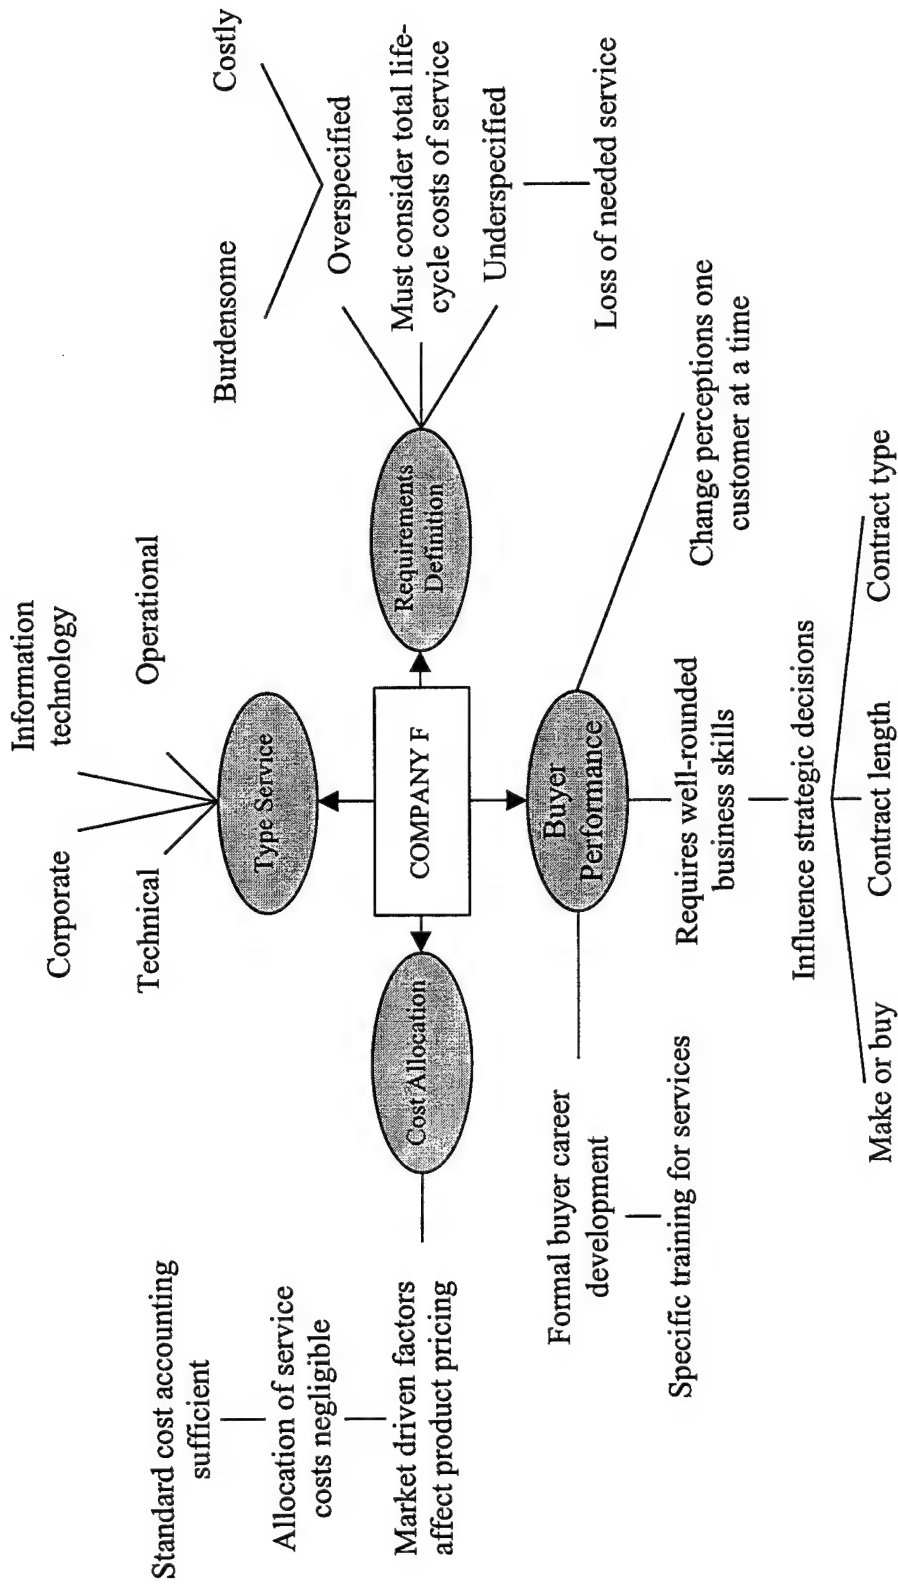 Information
technology
Corporate
Operational
Technical
Type Service
Burdensome
Costly
Overspecified
Must consider total life-
cycle costs of service
Underspecified
Loss of needed service
Requirements
Definition
COMPANY F
Cost Allocation
Standard cost accounting
sufficient
Allocation of service
costs negligible
Market driven factors
affect product pricing
Buyer
Performance
Formal buyer career
development
Specific training for services
Requires well-rounded
business skills
Change perceptions one
customer at a time
Influence strategic decisions
Make or buy
Contract length
Contract type